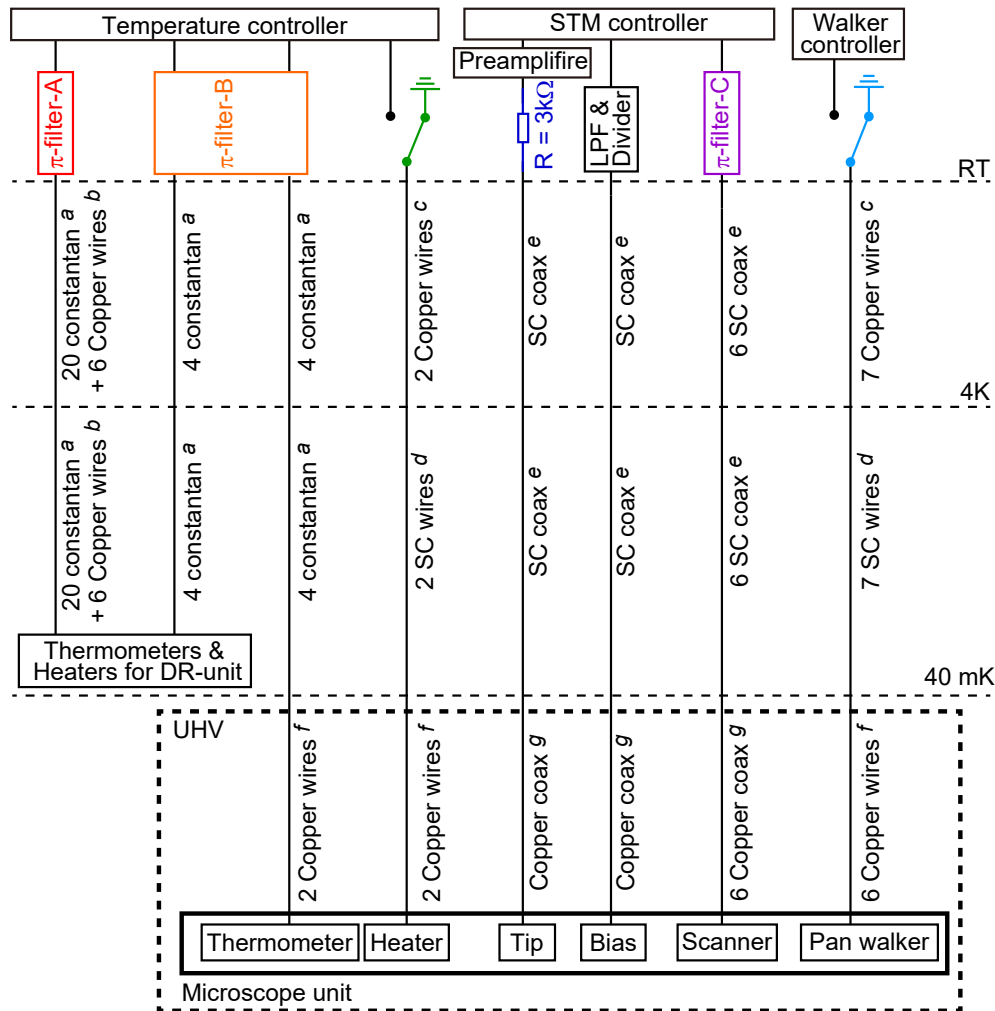 Temperature controller
STM controller
Walker
controller
Preamplifire
π-filter-A
π-filter-B
R = 3kΩ
LPF &
Divider
π-filter-C
RT
20 constantan a
+ 6 Copper wires b
4 constantan a
4 constantan a
2 Copper wires c
SC coax e
SC coax e
6 SC coax e
7 Copper wires c
4K
20 constantan a
+ 6 Copper wires b
4 constantan a
4 constantan a
2 SC wires d
SC coax e
SC coax e
6 SC coax e
7 SC wires d
Thermometers &
Heaters for DR-unit
40 mK
UHV
2 Copper wires f
2 Copper wires f
Copper coax g
Copper coax g
6 Copper coax g
6 Copper wires f
Thermometer
Heater
Tip
Bias
Scanner
Pan walker
Microscope unit